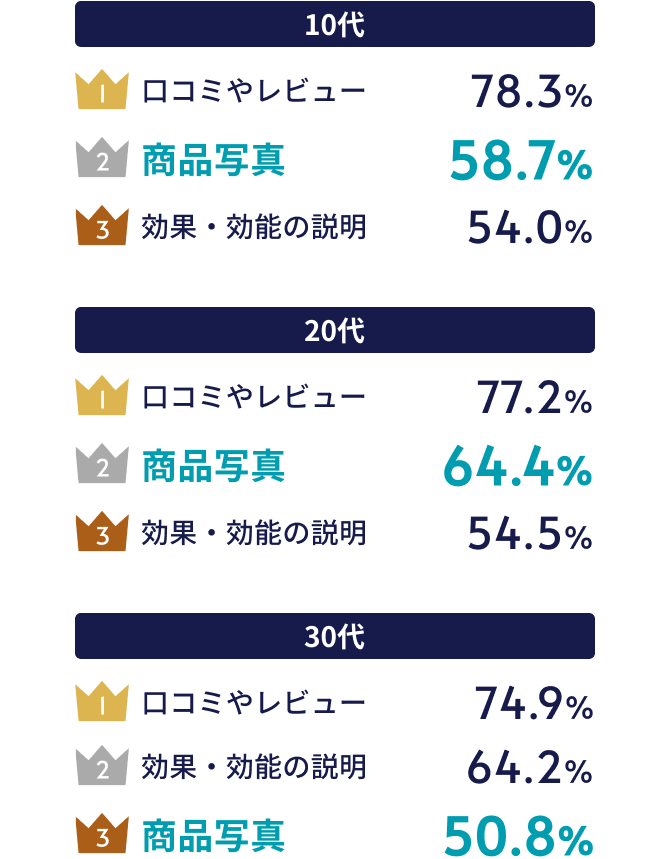 10代
1 口コミやレビュー 78.3%
2 商品写真 58.7%
3 効果・効能の説明 54.0%
20代
1 口コミやレビュー 77.2%
2 商品写真 64.4%
3 効果・効能の説明 54.5%
30代
1 口コミやレビュー 74.9%
2 効果・効能の説明 64.2%
3 商品写真 50.8%